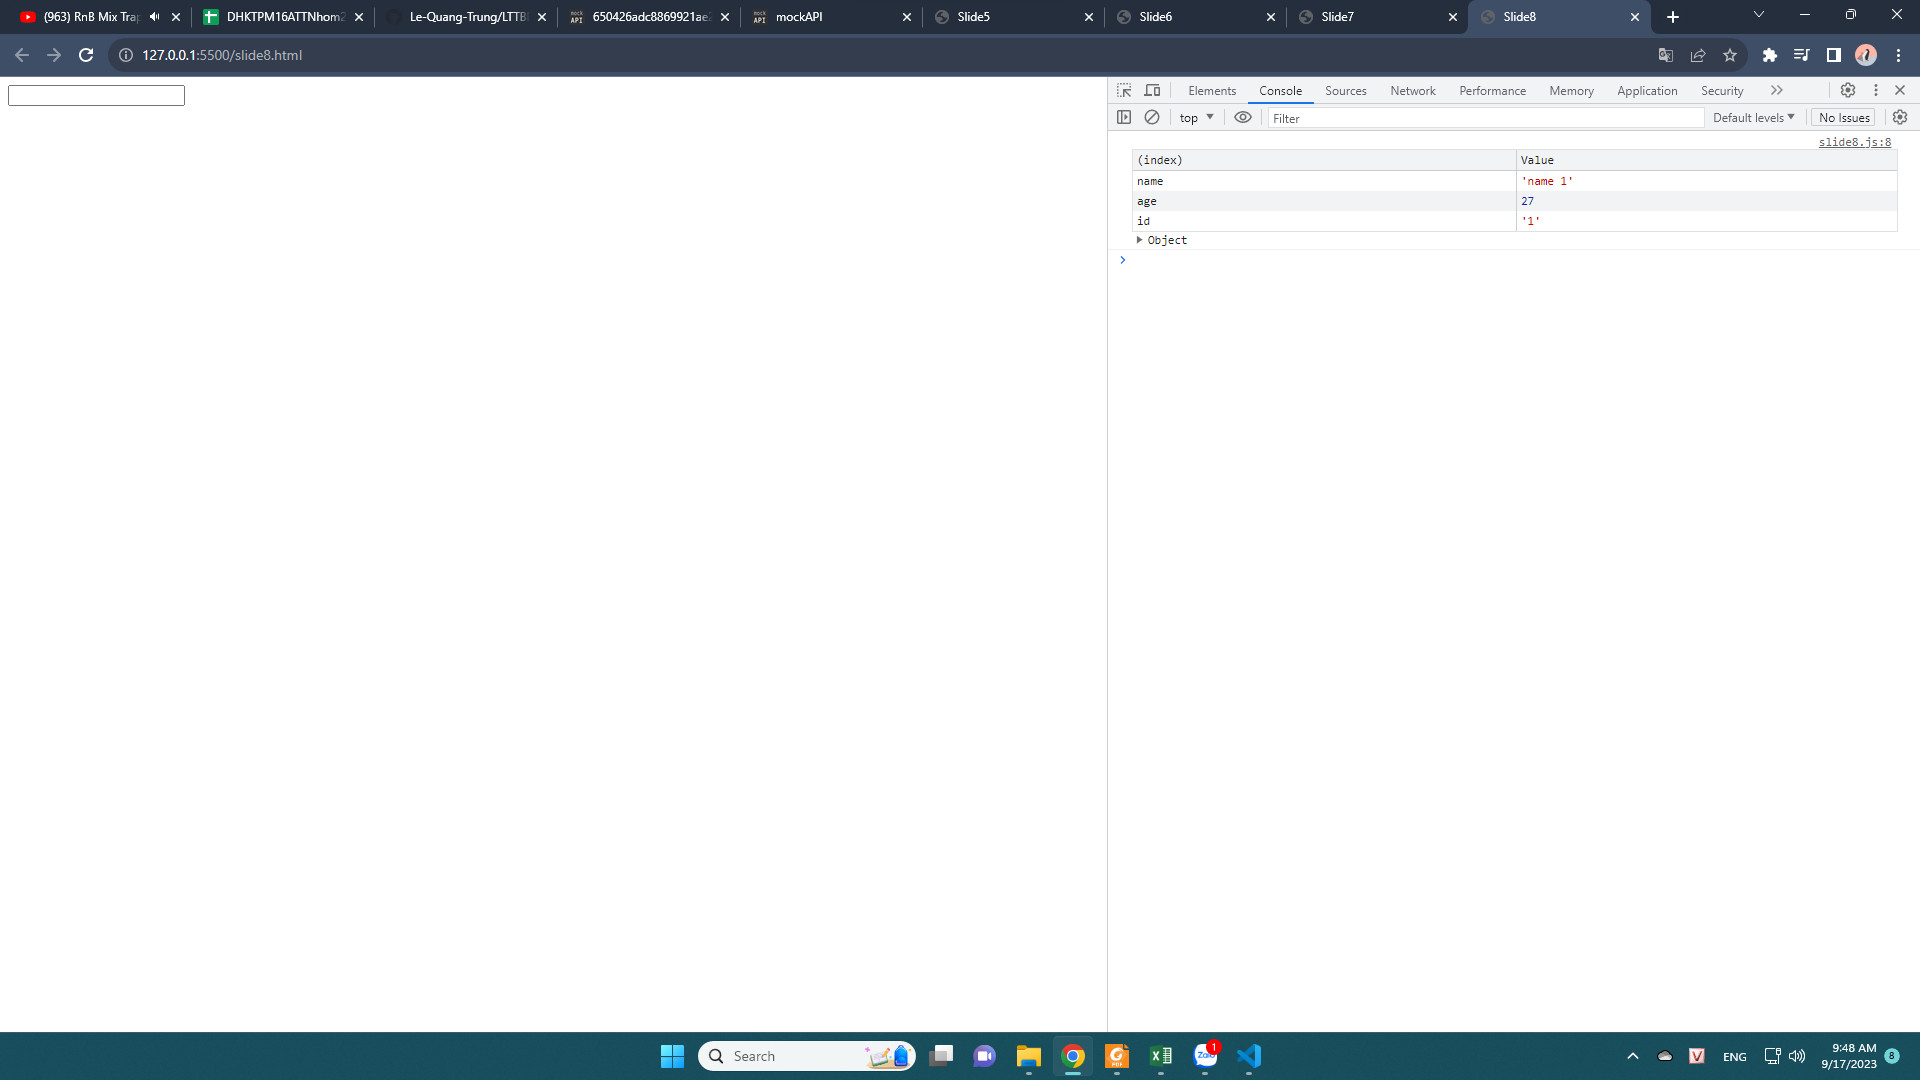 (963) RnB Mix Trap
DHKTPM16ATTNhom2
Le-Quang-Trung/LTTB
650426adc8869921ae
mockAPI
Slide5
Slide6
Slide7
Slide8
127.0.0.1:5500/slide8.html
Elements Console Sources Network Performance Memory Application Security
top Filter Default levels No Issues
slide8.js:8
(index) Value
name 'name 1'
age 27
id '1'
Object
Search
1
ENG
9:48 AM
9/17/2023
8